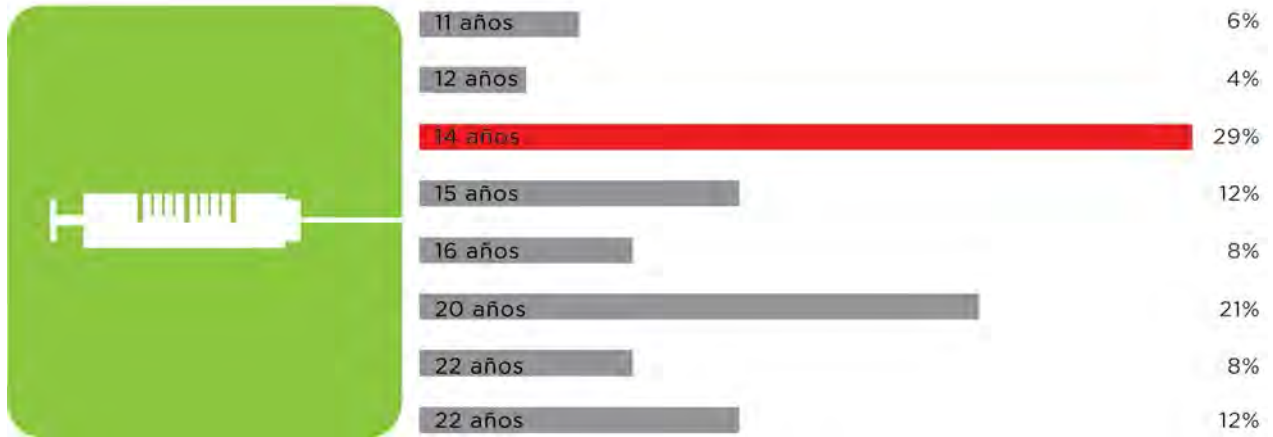 11 años 6%
12 años 4%
14 años 29%
15 años 12%
16 años 8%
20 años 21%
22 años 8%
22 años 12%